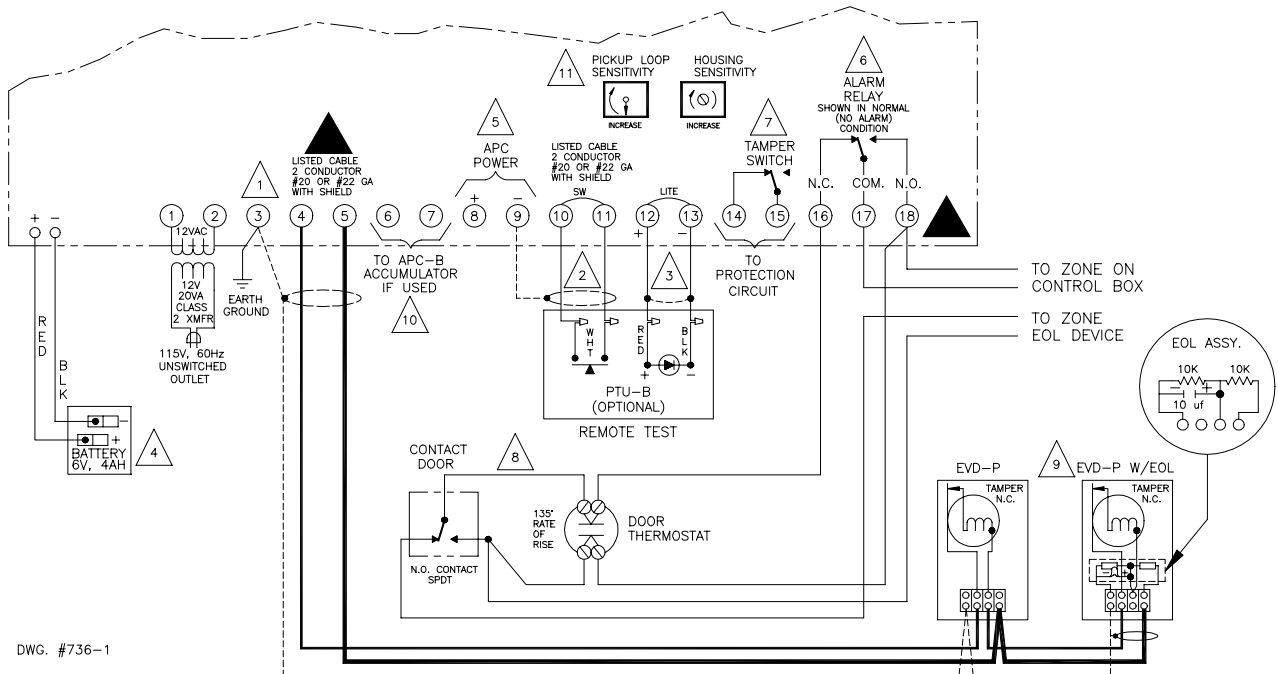 11
PICKUP LOOP
SENSITIVITY
INCREASE
HOUSING
SENSITIVITY
INCREASE
6
ALARM
RELAY
SHOWN IN NORMAL
(NO ALARM)
CONDITION
1
LISTED CABLE
2 CONDUCTOR
#20 OR #22 GA
WITH SHIELD
5
APC
POWER
LISTED CABLE
2 CONDUCTOR
#20 OR #22 GA
WITH SHIELD
7
TAMPER
SWITCH
N.C. COM. N.O.
SW
LITE
+ −
+ −
1 2 3 4 5 6 7 8 9 10 11 12 13 14 15 16 17 18
+ −
12VAC
12V
20VA
CLASS
2 XMFR
115V, 60Hz
UNSWITCHED
OUTLET
EARTH
GROUND
TO APC-B
ACCUMULATOR
IF USED
10
2
3
TO
PROTECTION
CIRCUIT
TO ZONE ON
CONTROL BOX
TO ZONE
EOL DEVICE
RED
BLK
−
+
BATTERY
6V, 4AH
4
WHT
RED
BLK
+ −
PTU-B
(OPTIONAL)
REMOTE TEST
EOL ASSY.
10K 10K
− +
10 uf
CONTACT
DOOR
8
N.O. CONTACT
SPDT
135°
RATE
OF
RISE
DOOR
THERMOSTAT
EVD-P
TAMPER
N.C.
9
EVD-P W/EOL
TAMPER
N.C.
− +
DWG. #736-1